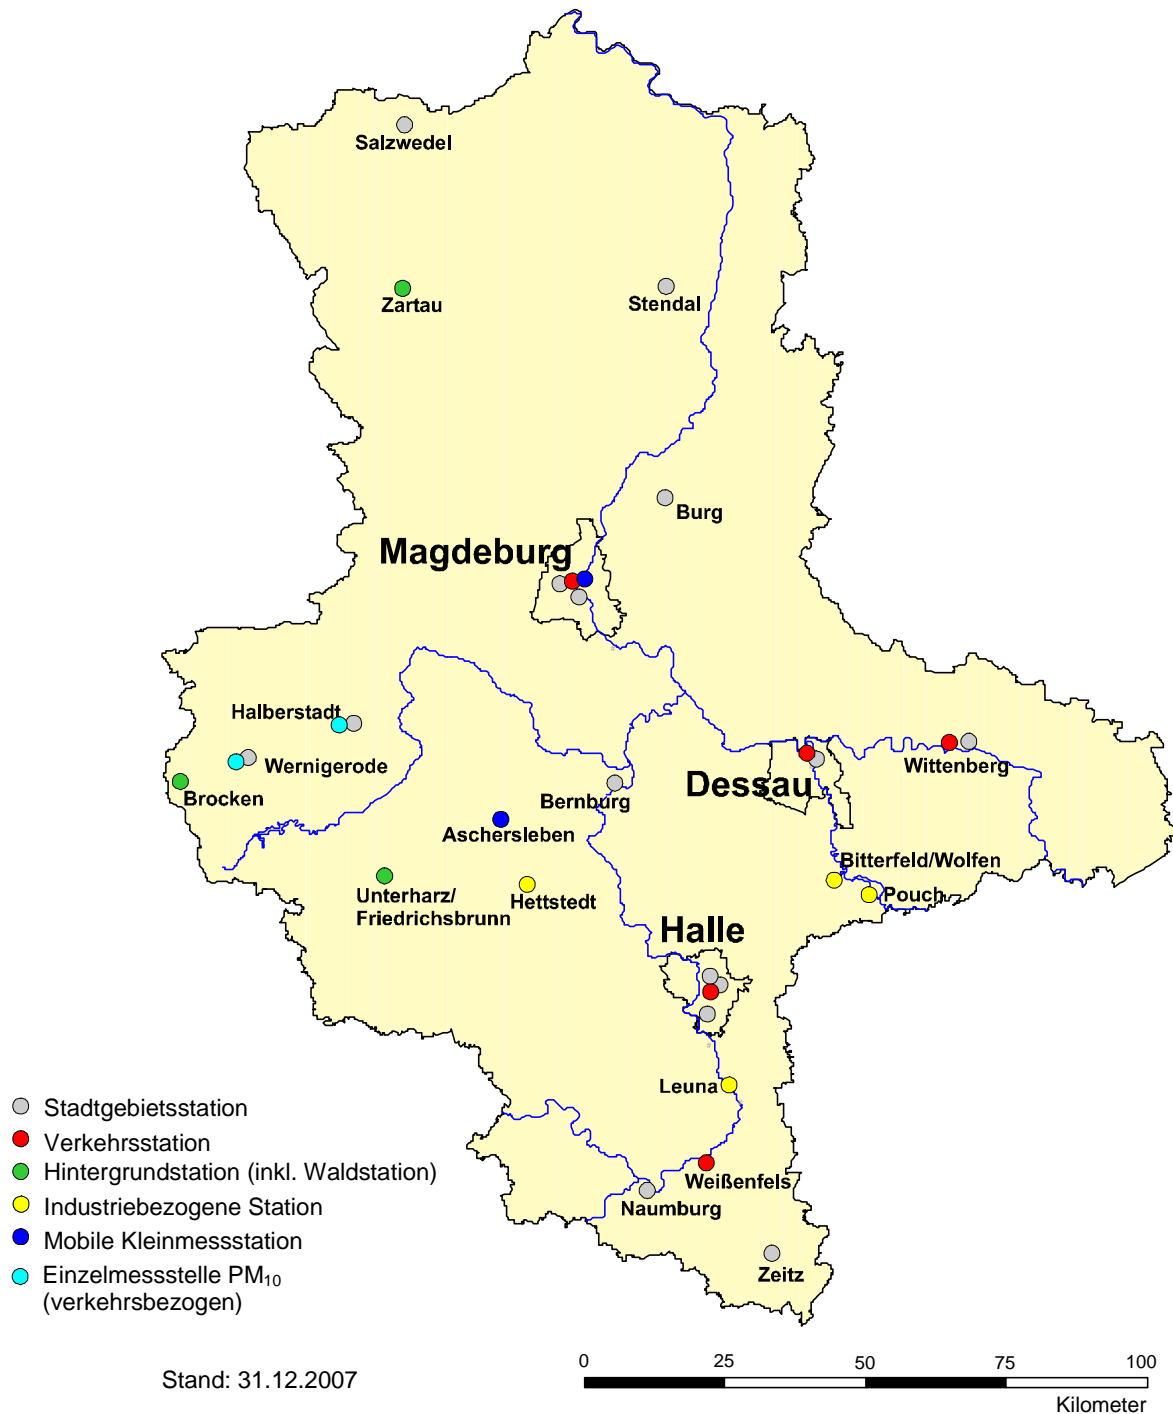 Salzwedel
Zartau
Stendal
Burg
Magdeburg
Halberstadt
Wernigerode
Brocken
Bernburg
Aschersleben
Dessau
Wittenberg
Bitterfeld/Wolfen
Pouch
Unterharz/
Friedrichsbrunn
Hettstedt
Halle
Leuna
Weißenfels
Naumburg
Zeitz
Stadtgebietsstation
Verkehrsstation
Hintergrundstation (inkl. Waldstation)
Industriebezogene Station
Mobile Kleinmessstation
Einzelmessstelle PM₁₀
(verkehrsbezogen)
Stand: 31.12.2007
0 25 50 75 100
Kilometer